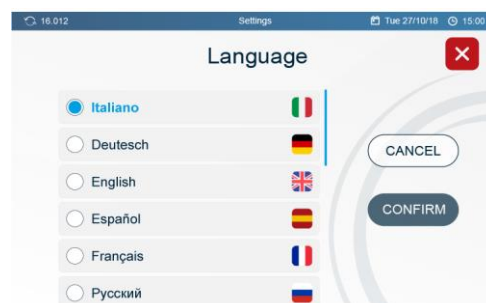 16.012 Settings Tue 27/10/18 15:00
Language
Italiano
Deutesch
English
Español
Français
Русский
CANCEL
CONFIRM